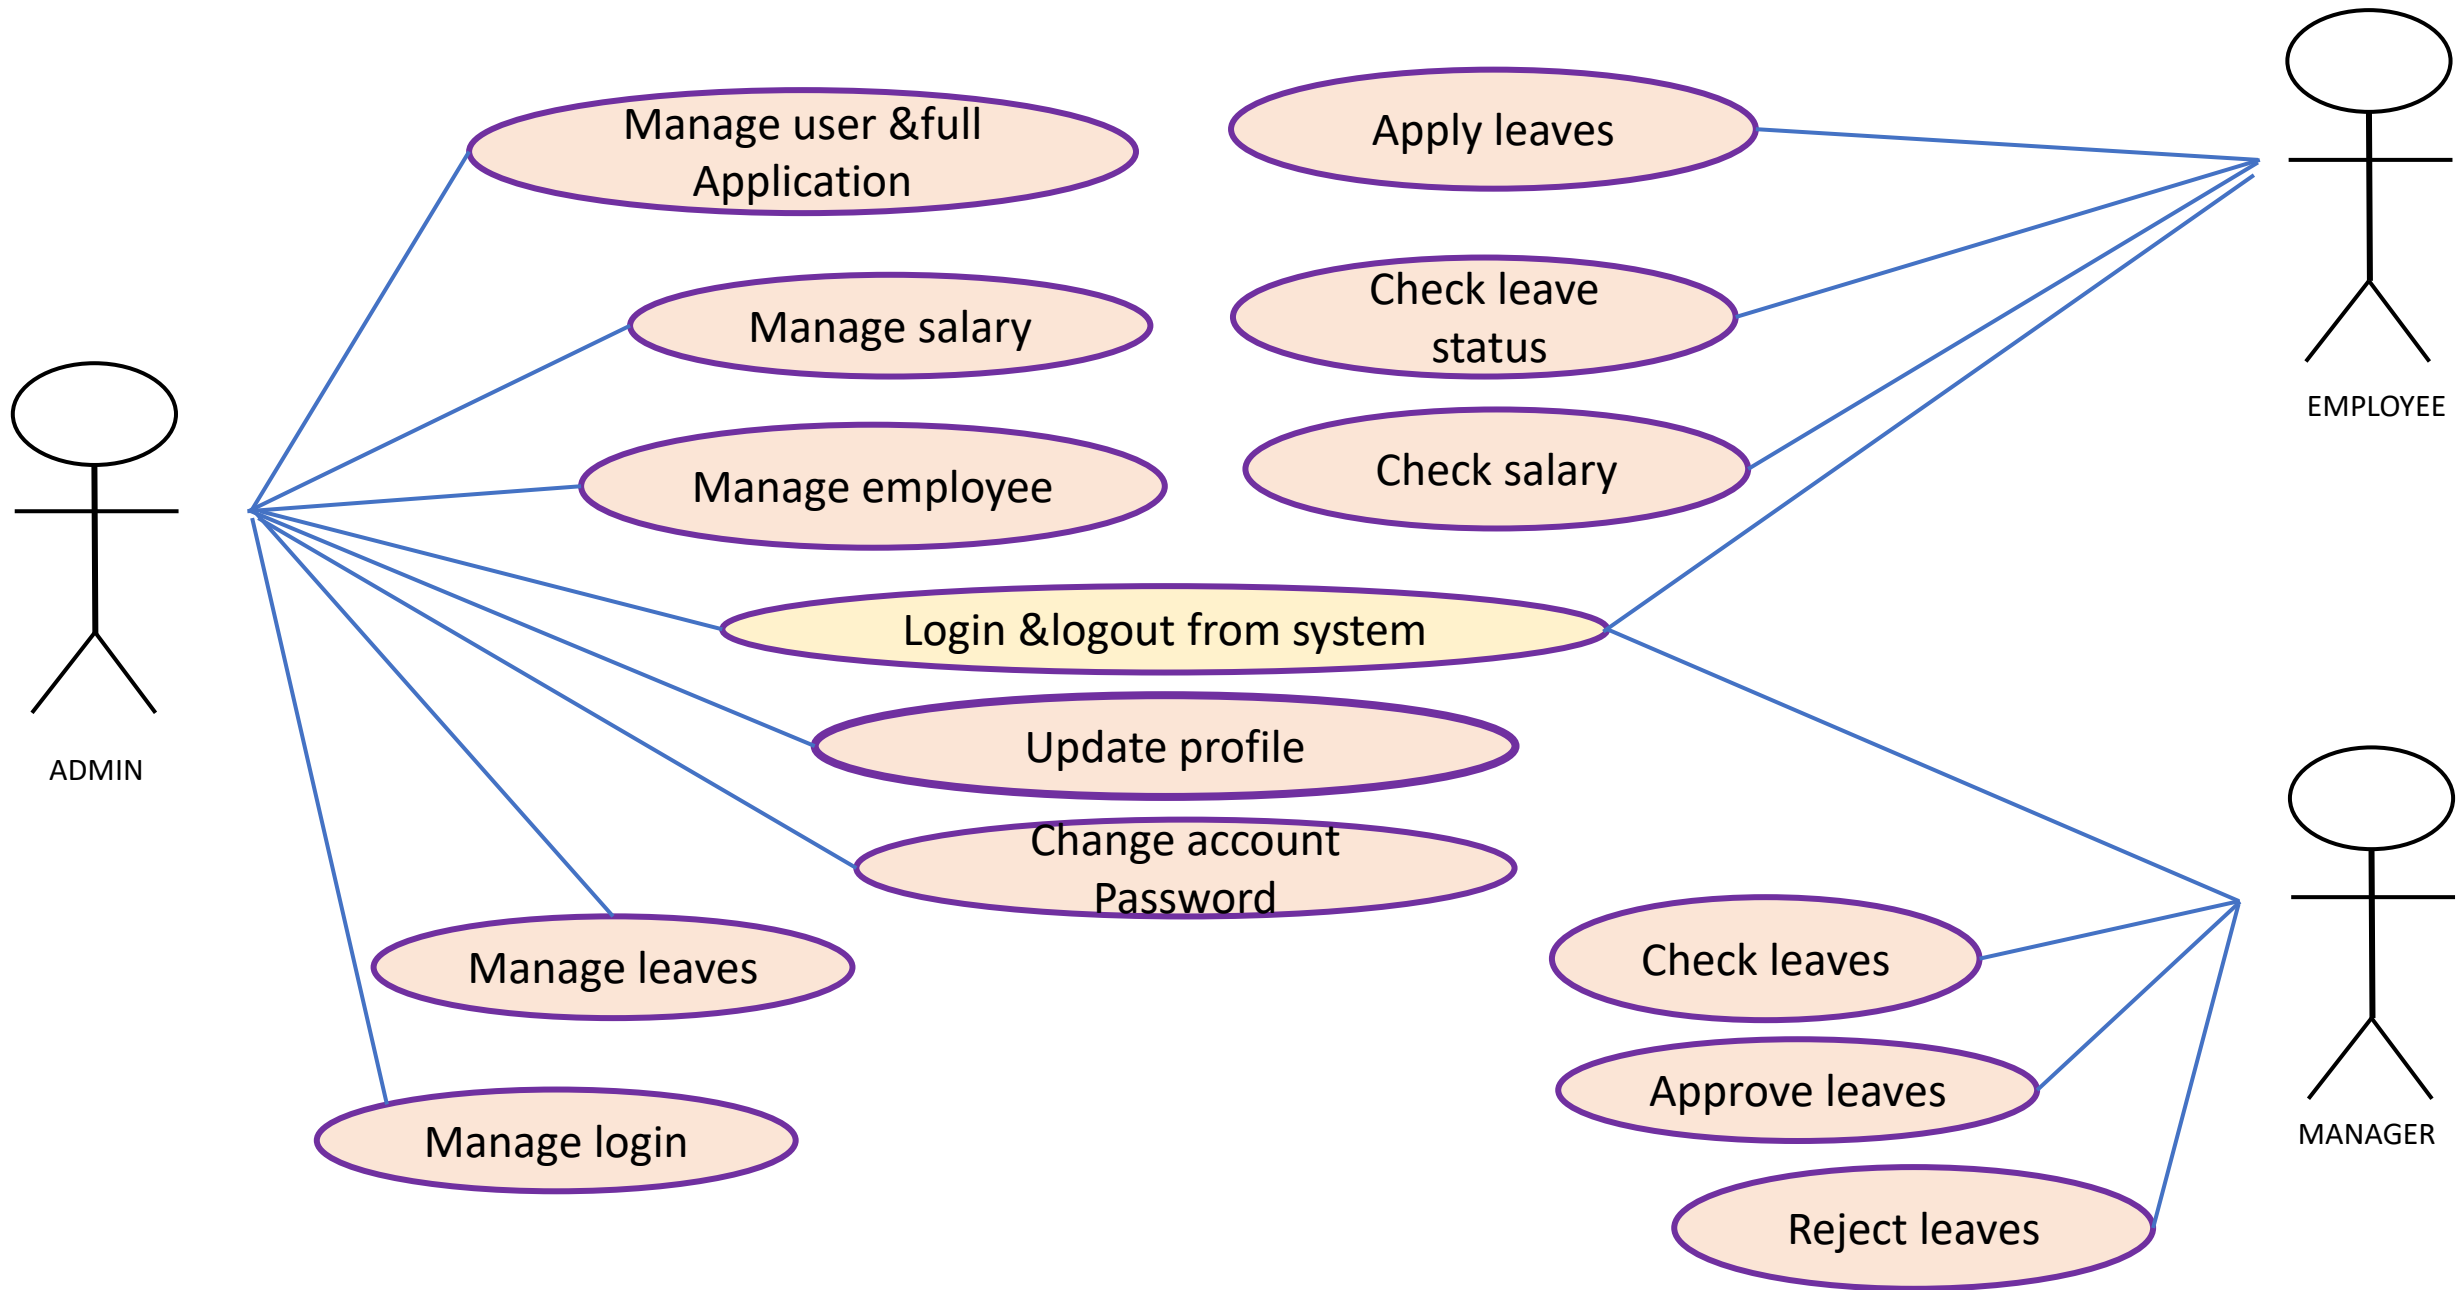 Manage user &full
Application
Apply leaves
Check leave
status
Manage salary
EMPLOYEE
Check salary
Manage employee
Login &logout from system
Update profile
ADMIN
Change account
Password
Manage leaves
Check leaves
Approve leaves
Manage login
MANAGER
Reject leaves